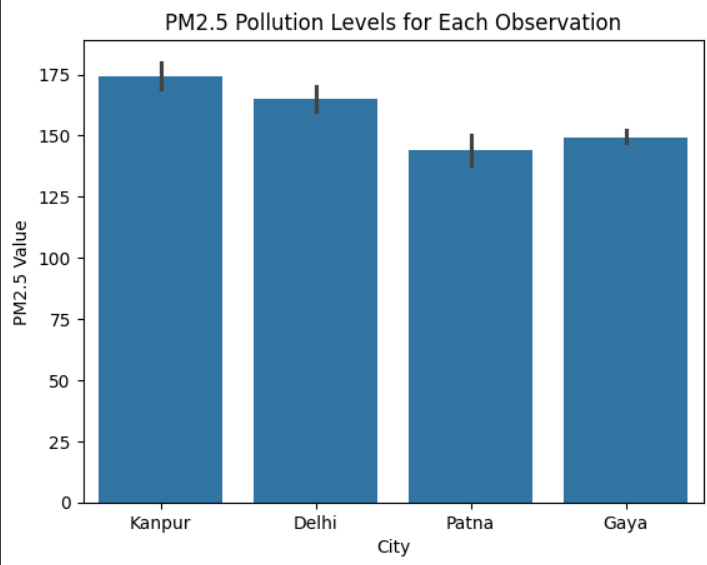 PM2.5 Pollution Levels for Each Observation
175
150
125
100
75
50
25
0
PM2.5 Value
Kanpur Delhi Patna Gaya
City